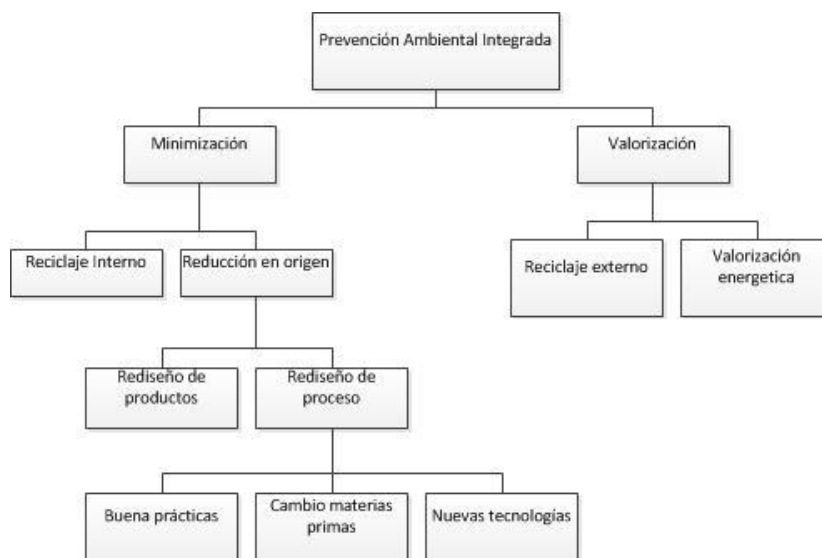 Prevención Ambiental Integrada
Minimización
Valorización
Reciclaje Interno
Reducción en origen
Reciclaje externo
Valorización
energetica
Rediseño de
productos
Rediseño de
proceso
Buena prácticas
Cambio materias
primas
Nuevas tecnologías